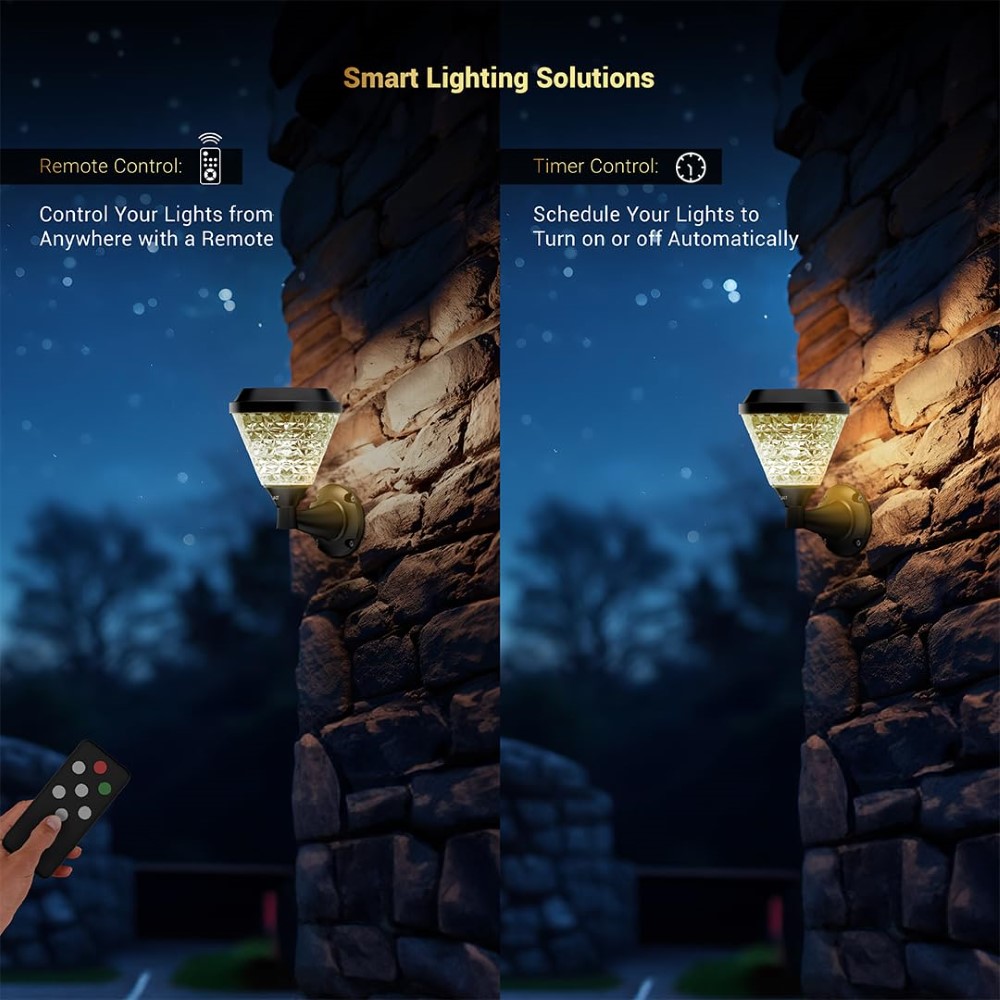 Smart Lighting Solutions
Remote Control:
Control Your Lights from
Anywhere with a Remote
Timer Control:
Schedule Your Lights to
Turn on or off Automatically